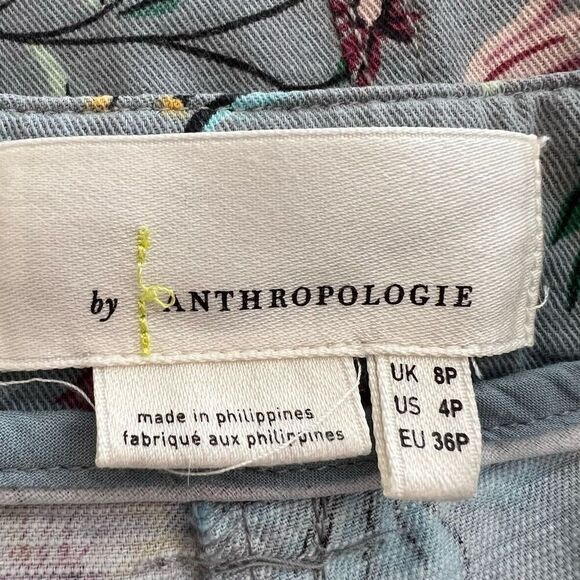 by ANTHROPOLOGIE
made in philippines
fabriqué aux philippines
UK 8P
US 4P
EU 36P